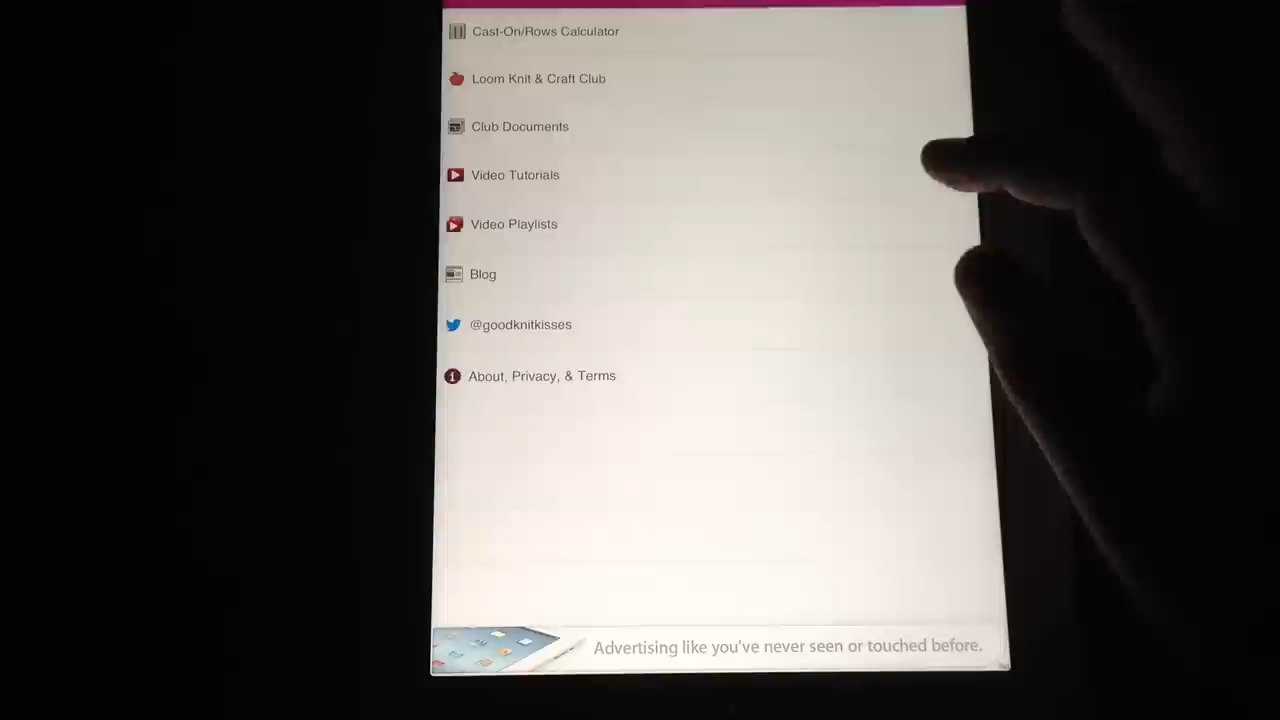 Cast-On/Rows Calculator
Loom Knit & Craft Club
Club Documents
Video Tutorials
Video Playlists
Blog
@goodknitkisses
About, Privacy, & Terms
Advertising like you've never seen or touched before.